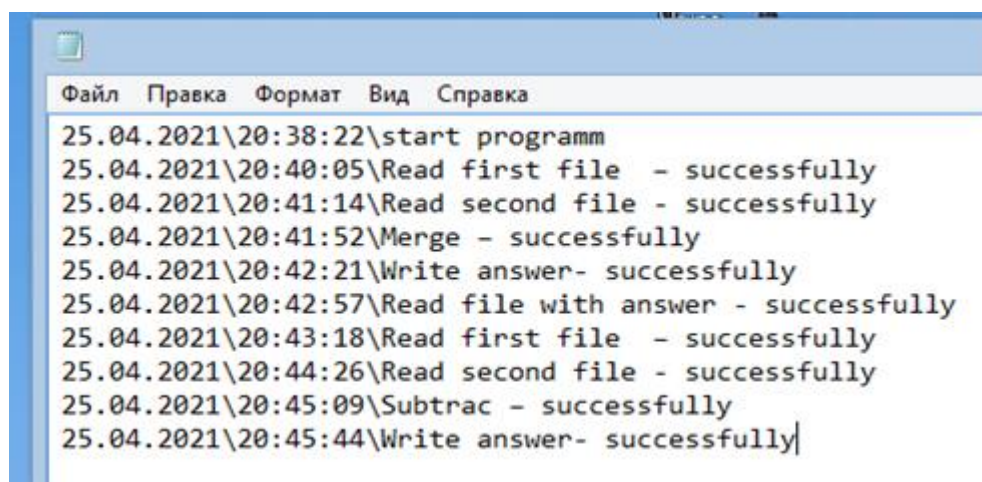 Файл Правка Формат Вид Справка
25.04.2021\20:38:22\start programm
25.04.2021\20:40:05\Read first file  – successfully
25.04.2021\20:41:14\Read second file - successfully
25.04.2021\20:41:52\Merge – successfully
25.04.2021\20:42:21\Write answer- successfully
25.04.2021\20:42:57\Read file with answer - successfully
25.04.2021\20:43:18\Read first file  – successfully
25.04.2021\20:44:26\Read second file - successfully
25.04.2021\20:45:09\Subtrac – successfully
25.04.2021\20:45:44\Write answer- successfully